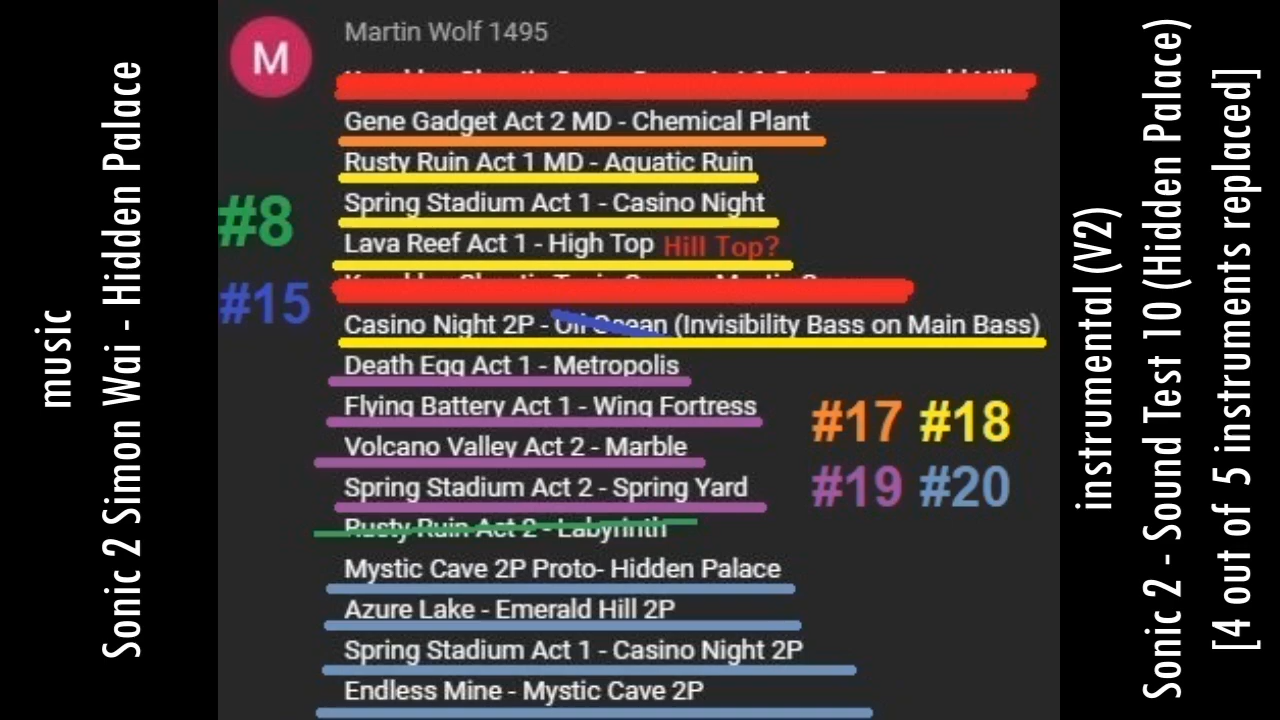 music
Sonic 2 Simon Wai - Hidden Palace
M
Martin Wolf 1495
Gene Gadget Act 2 MD - Chemical Plant
Rusty Ruin Act 1 MD - Aquatic Ruin
Spring Stadium Act 1 - Casino Night
Lava Reef Act 1 - High Top Hill Top?
Casino Night 2P - Oil Ocean (Invisibility Bass on Main Bass)
Death Egg Act 1 - Metropolis
Flying Battery Act 1 - Wing Fortress
Volcano Valley Act 2 - Marble
Spring Stadium Act 2 - Spring Yard
Rusty Ruin Act 2 - Labyrinth
Mystic Cave 2P Proto- Hidden Palace
Azure Lake - Emerald Hill 2P
Spring Stadium Act 1 - Casino Night 2P
Endless Mine - Mystic Cave 2P
#8
#15
#17 #18
#19 #20
instrumental (V2)
Sonic 2 - Sound Test 10 (Hidden Palace)
[4 out of 5 instruments replaced]